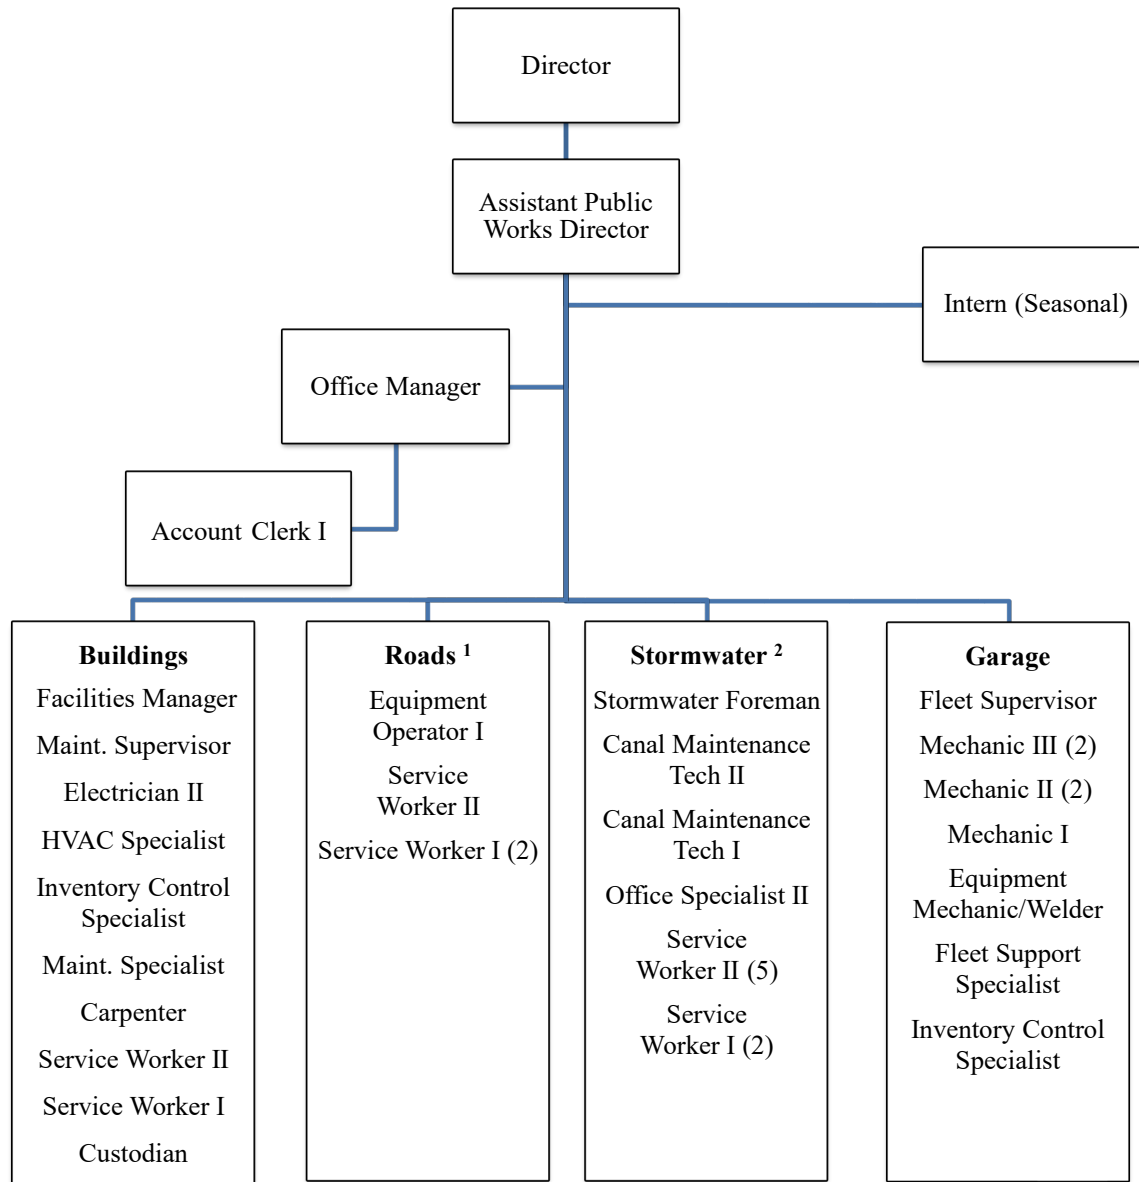 Director
Assistant Public
Works Director
Intern (Seasonal)
Office Manager
Account Clerk I
Buildings
Facilities Manager
Maint. Supervisor
Electrician II
HVAC Specialist
Inventory Control
Specialist
Maint. Specialist
Carpenter
Service Worker II
Service Worker I
Custodian
Roads ¹
Equipment
Operator I
Service
Worker II
Service Worker I (2)
Stormwater ²
Stormwater Foreman
Canal Maintenance
Tech II
Canal Maintenance
Tech I
Office Specialist II
Service
Worker II (5)
Service
Worker I (2)
Garage
Fleet Supervisor
Mechanic III (2)
Mechanic II (2)
Mechanic I
Equipment
Mechanic/Welder
Fleet Support
Specialist
Inventory Control
Specialist